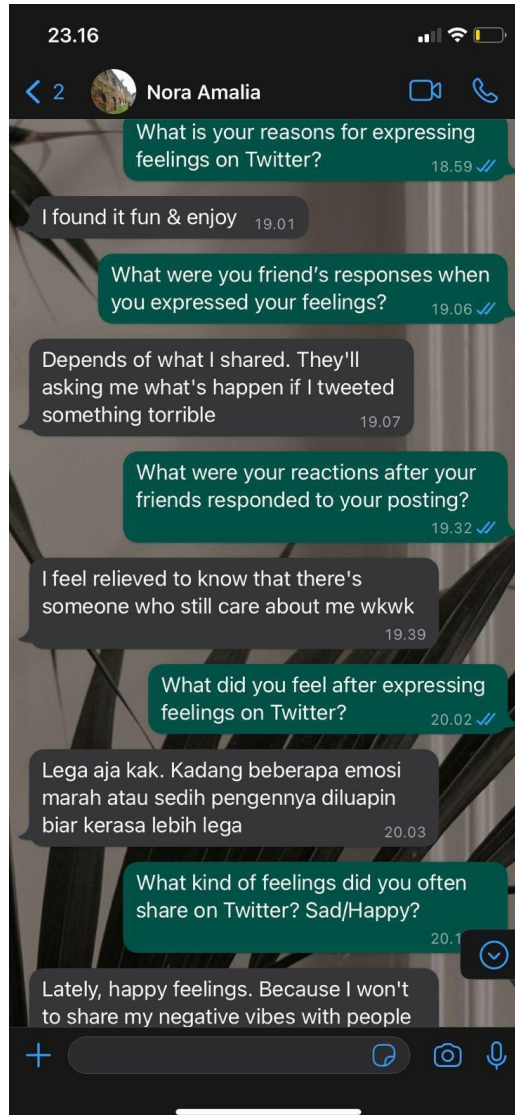 23.16
2
Nora Amalia
What is your reasons for expressing
feelings on Twitter?
18.59
I found it fun & enjoy
19.01
What were you friend's responses when
you expressed your feelings?
19.06
Depends of what I shared. They'll
asking me what's happen if I tweeted
something torrible
19.07
What were your reactions after your
friends responded to your posting?
19.32
I feel relieved to know that there's
someone who still care about me wkwk
19.39
What did you feel after expressing
feelings on Twitter?
20.02
Lega aja kak. Kadang beberapa emosi
marah atau sedih pengennya diluapin
biar kerasa lebih lega
20.03
What kind of feelings did you often
share on Twitter? Sad/Happy?
Lately, happy feelings. Because I won't
to share my negative vibes with people